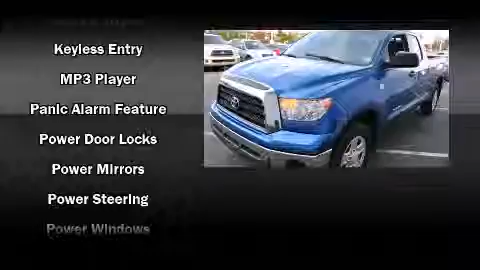 Keyless Entry
MP3 Player
Panic Alarm Feature
Power Door Locks
Power Mirrors
Power Steering
Power Windows